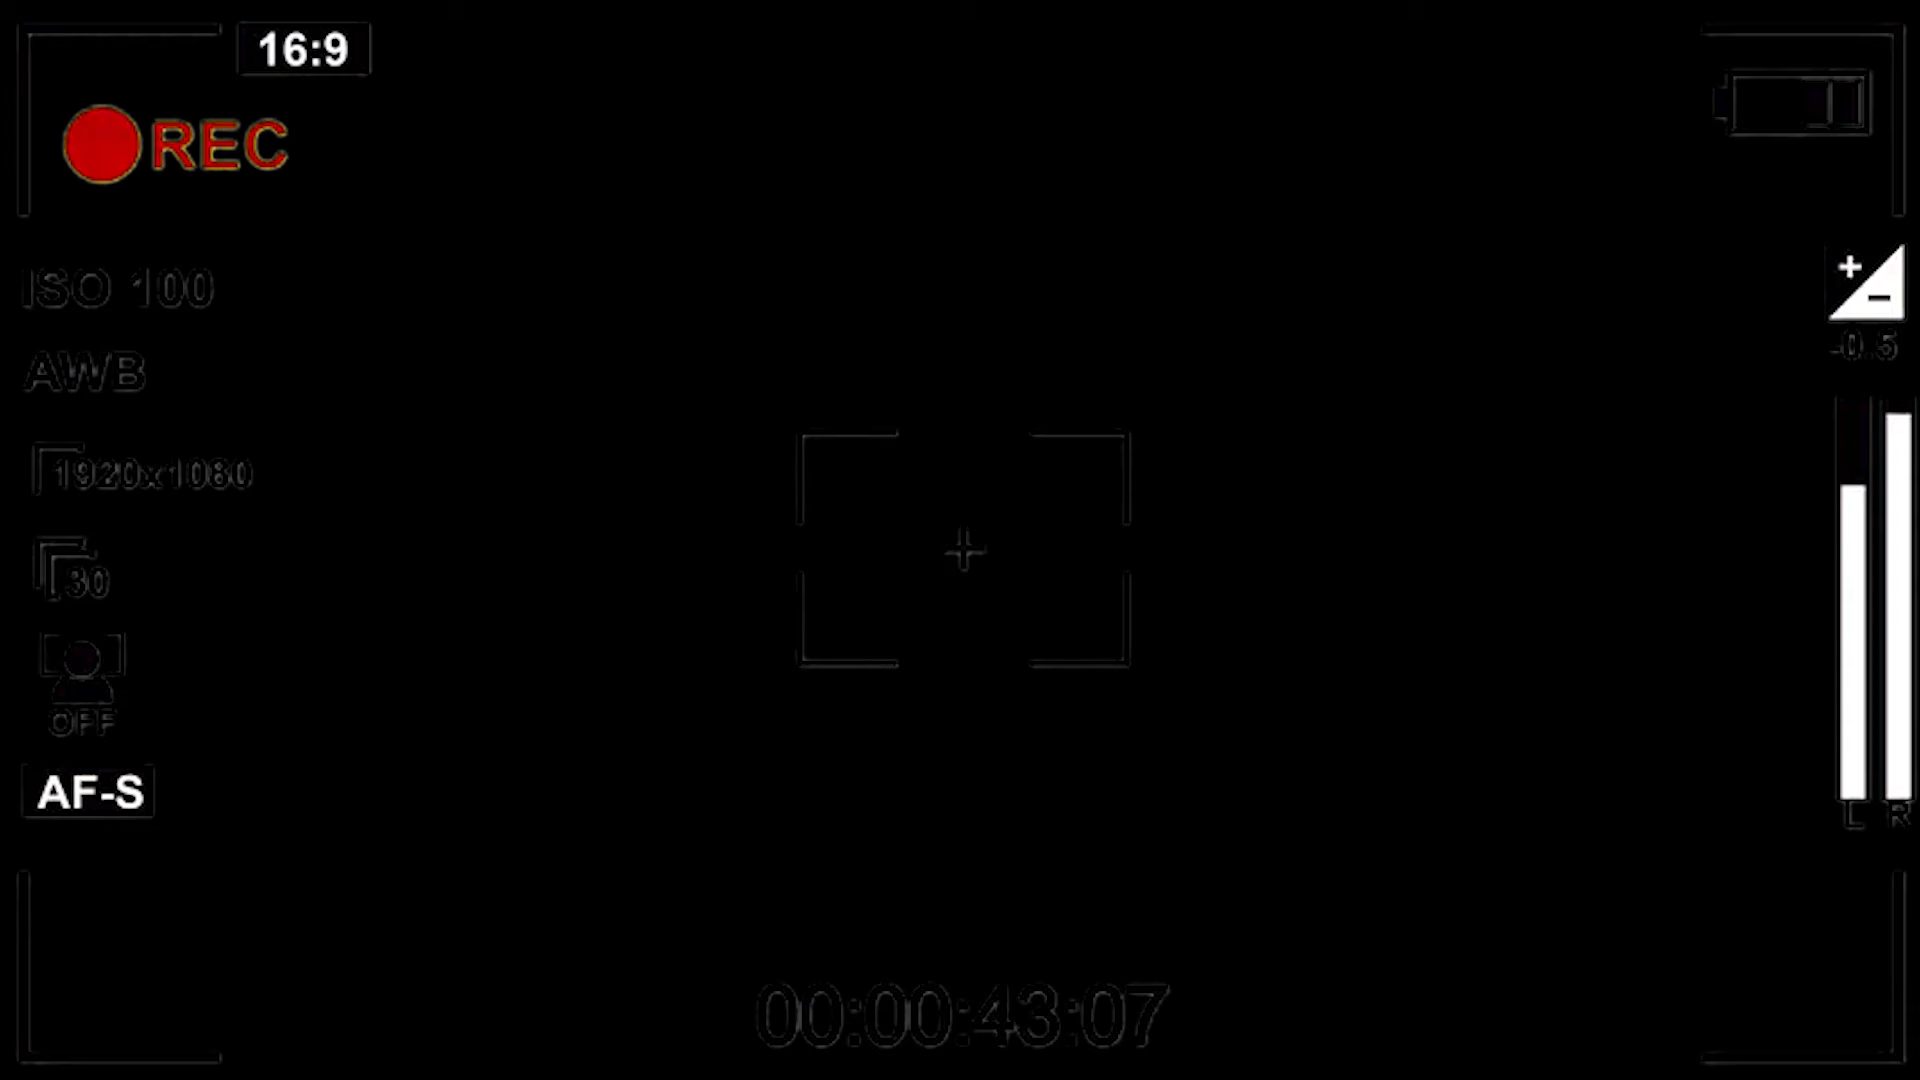 16:9
REC
ISO 100
AWB
1920x1080
30
OFF
AF-S
+
-
-0.5
L R
00:00:43:07